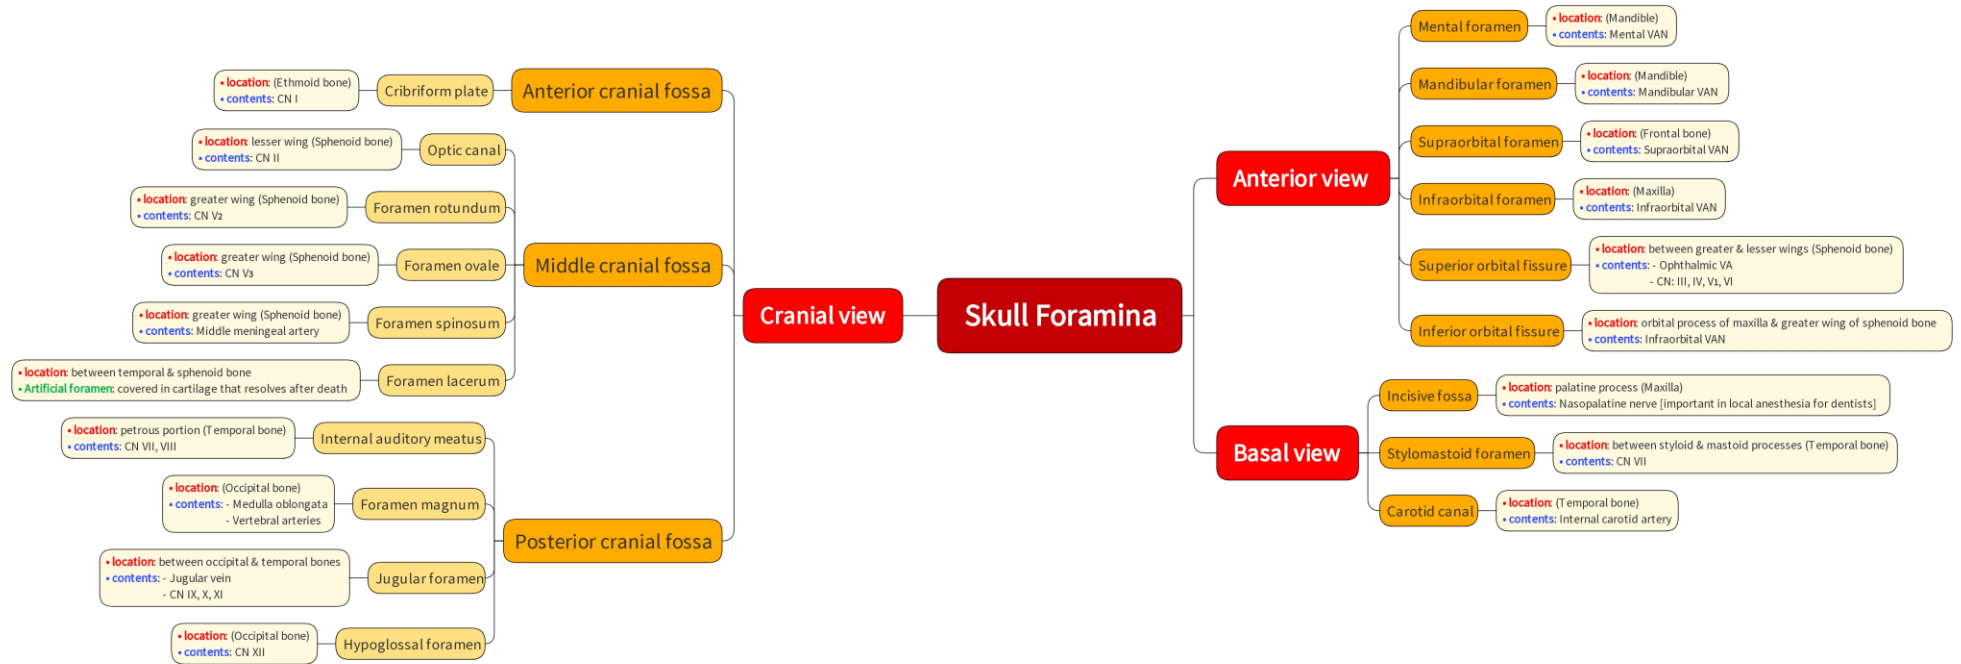 Skull Foramina
Cranial view
Anterior cranial fossa
Cribriform plate
• location: (Ethmoid bone)
• contents: CN I
Middle cranial fossa
Optic canal
• location: lesser wing (Sphenoid bone)
• contents: CN II
Foramen rotundum
• location: greater wing (Sphenoid bone)
• contents: CN V₂
Foramen ovale
• location: greater wing (Sphenoid bone)
• contents: CN V₃
Foramen spinosum
• location: greater wing (Sphenoid bone)
• contents: Middle meningeal artery
Foramen lacerum
• location: between temporal & sphenoid bone
• Artificial foramen: covered in cartilage that resolves after death
Posterior cranial fossa
Internal auditory meatus
• location: petrous portion (Temporal bone)
• contents: CN VII, VIII
Foramen magnum
• location: (Occipital bone)
• contents: - Medulla oblongata
- Vertebral arteries
Jugular foramen
• location: between occipital & temporal bones
• contents: - Jugular vein
- CN IX, X, XI
Hypoglossal foramen
• location: (Occipital bone)
• contents: CN XII
Anterior view
Mental foramen
• location: (Mandible)
• contents: Mental VAN
Mandibular foramen
• location: (Mandible)
• contents: Mandibular VAN
Supraorbital foramen
• location: (Frontal bone)
• contents: Supraorbital VAN
Infraorbital foramen
• location: (Maxilla)
• contents: Infraorbital VAN
Superior orbital fissure
• location: between greater & lesser wings (Sphenoid bone)
• contents: - Ophthalmic VA
- CN: III, IV, V₁, VI
Inferior orbital fissure
• location: orbital process of maxilla & greater wing of sphenoid bone
• contents: Infraorbital VAN
Basal view
Incisive fossa
• location: palatine process (Maxilla)
• contents: Nasopalatine nerve [important in local anesthesia for dentists]
Stylomastoid foramen
• location: between styloid & mastoid processes (Temporal bone)
• contents: CN VII
Carotid canal
• location: (Temporal bone)
• contents: Internal carotid artery